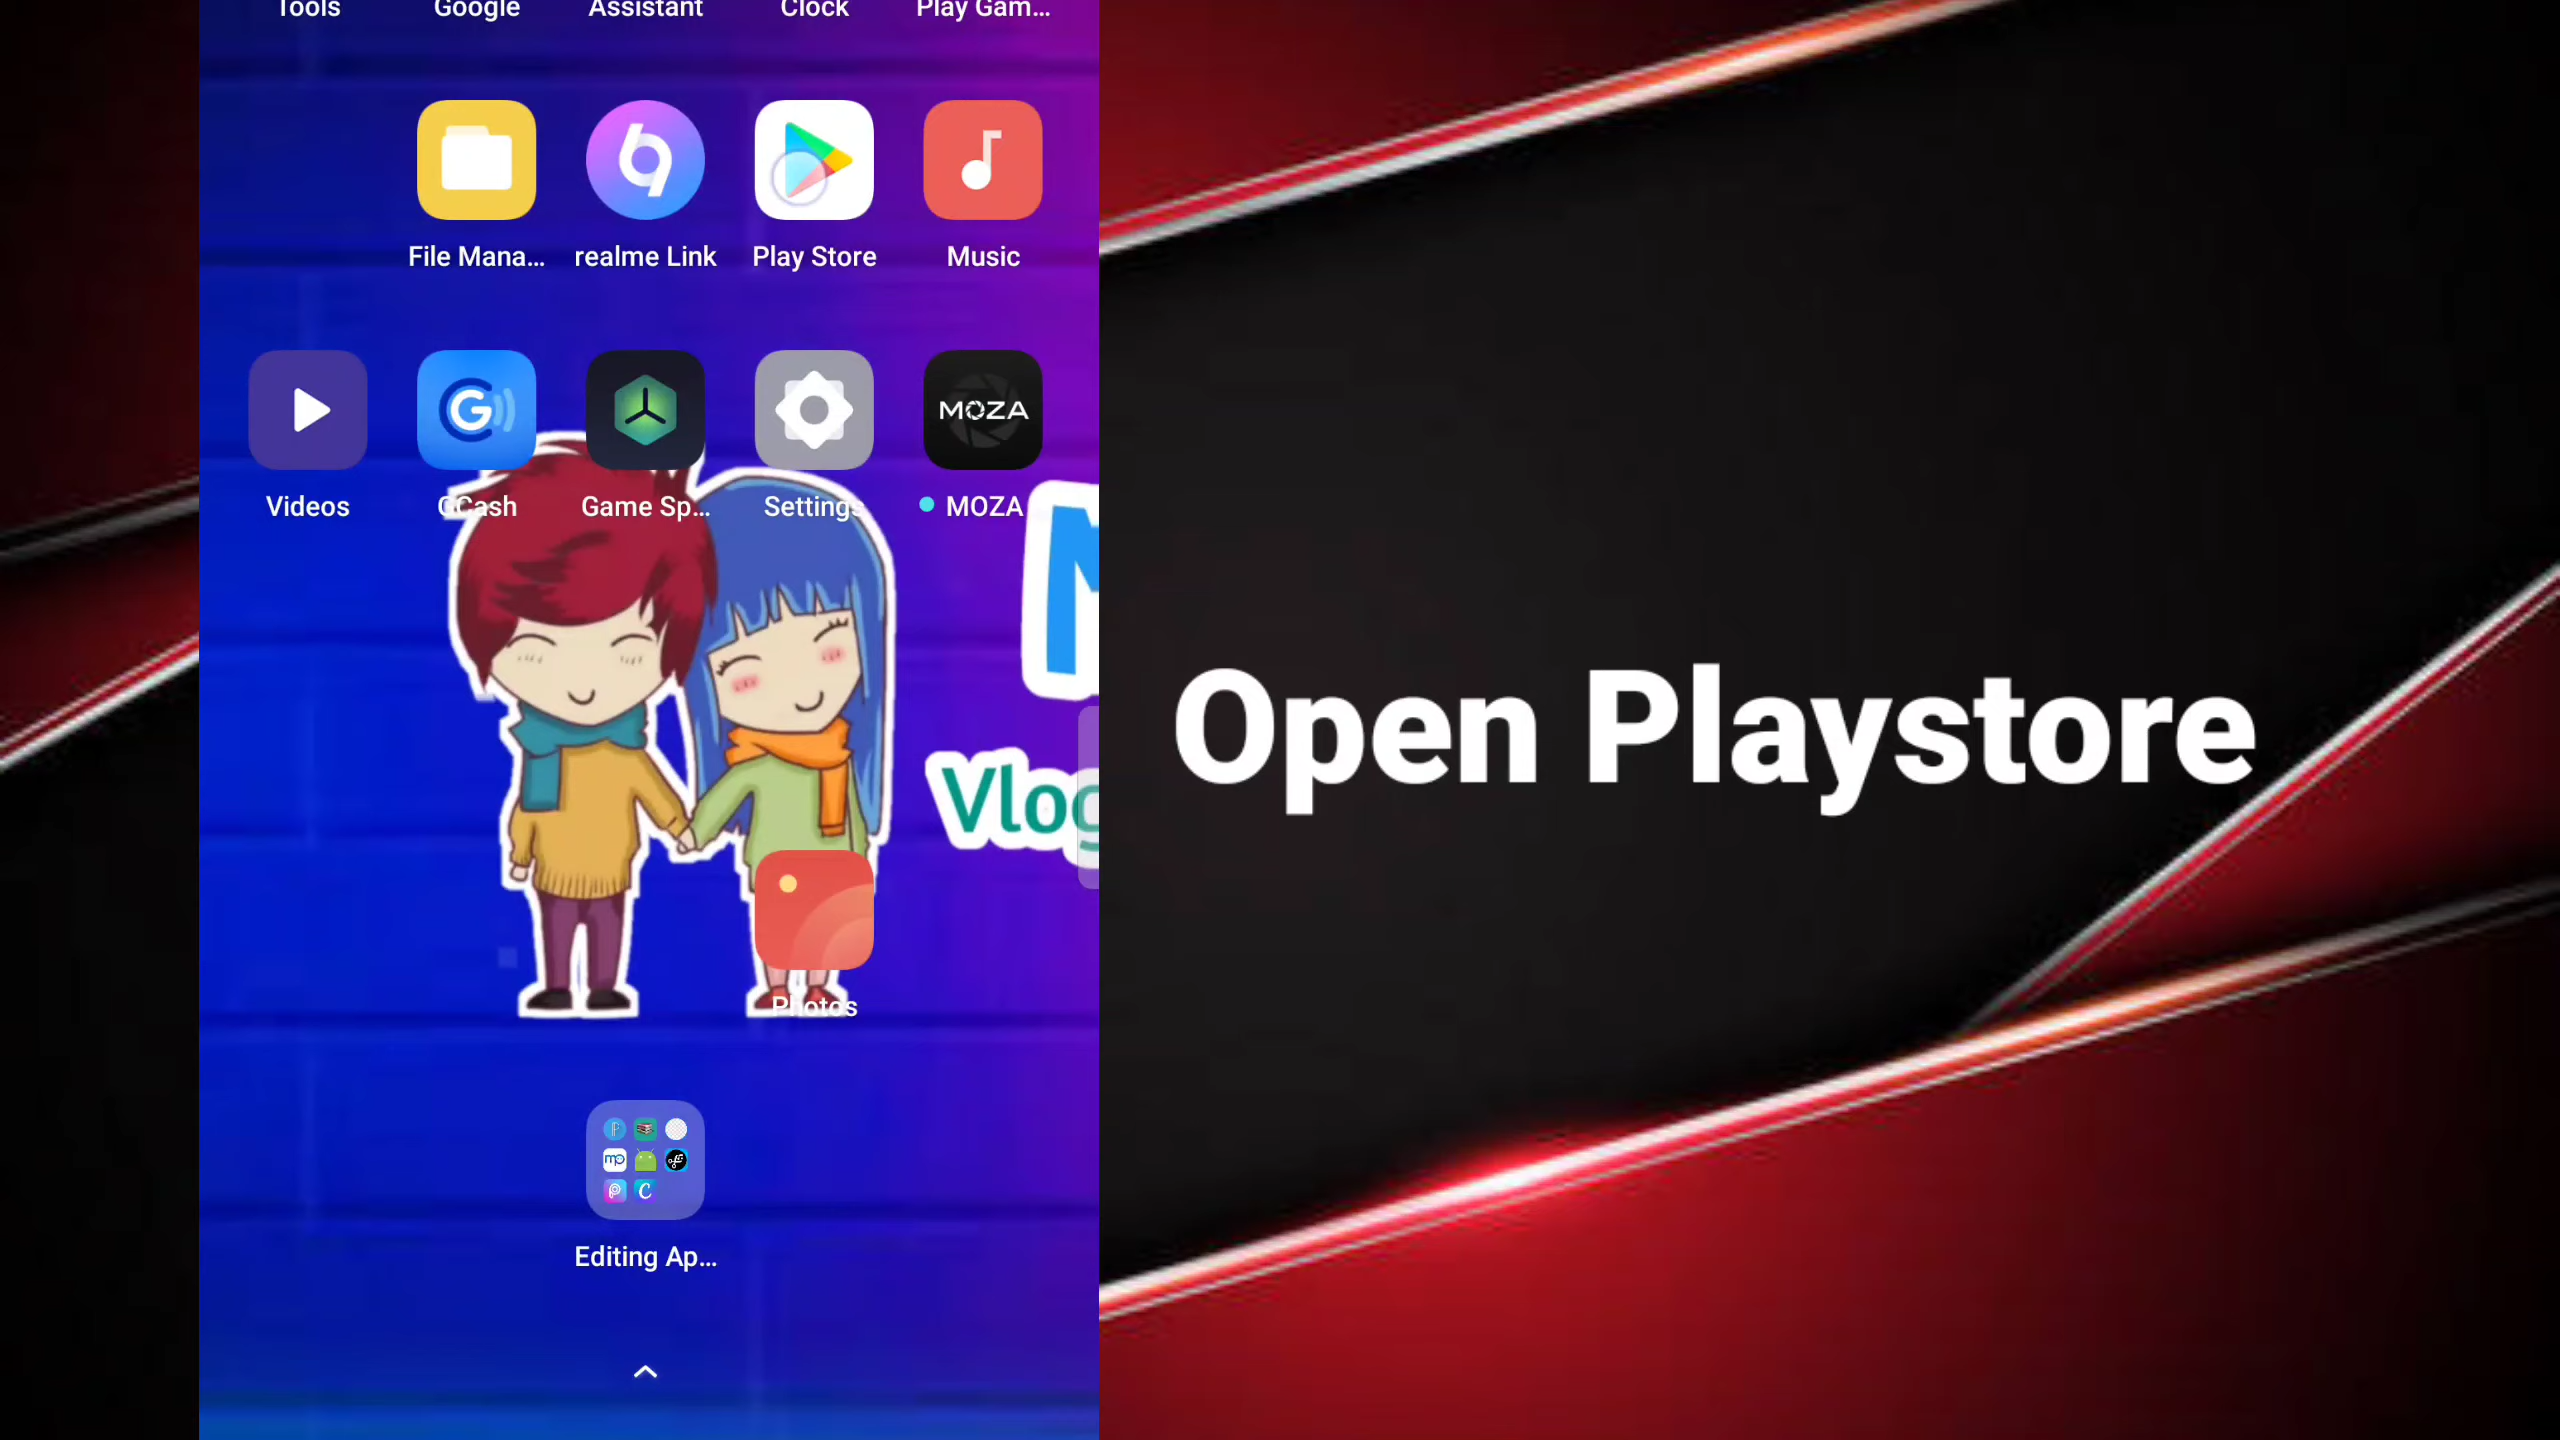 Tools Google Assistant Clock Play Gam...
File Mana... realme Link Play Store Music
MOZA
Videos GCash Game Sp... Settings MOZA
Vlog
Photos
Editing Ap...
Open Playstore